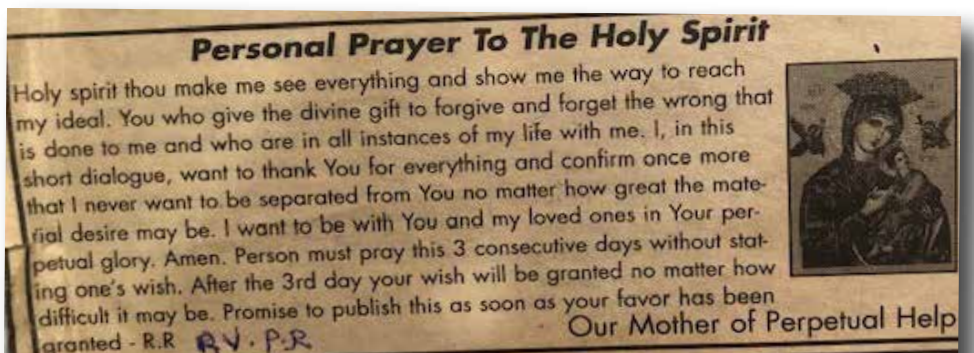 Personal Prayer To The Holy Spirit
Holy spirit thou make me see everything and show me the way to reach
my ideal. You who give the divine gift to forgive and forget the wrong that
is done to me and who are in all instances of my life with me. I, in this
short dialogue, want to thank You for everything and confirm once more
that I never want to be separated from You no matter how great the mate-
rial desire may be. I want to be with You and my loved ones in Your per-
petual glory. Amen. Person must pray this 3 consecutive days without stat-
ing one's wish. After the 3rd day your wish will be granted no matter how
difficult it may be. Promise to publish this as soon as your favor has been
granted - R.R R.V. P.R
Our Mother of Perpetual Help